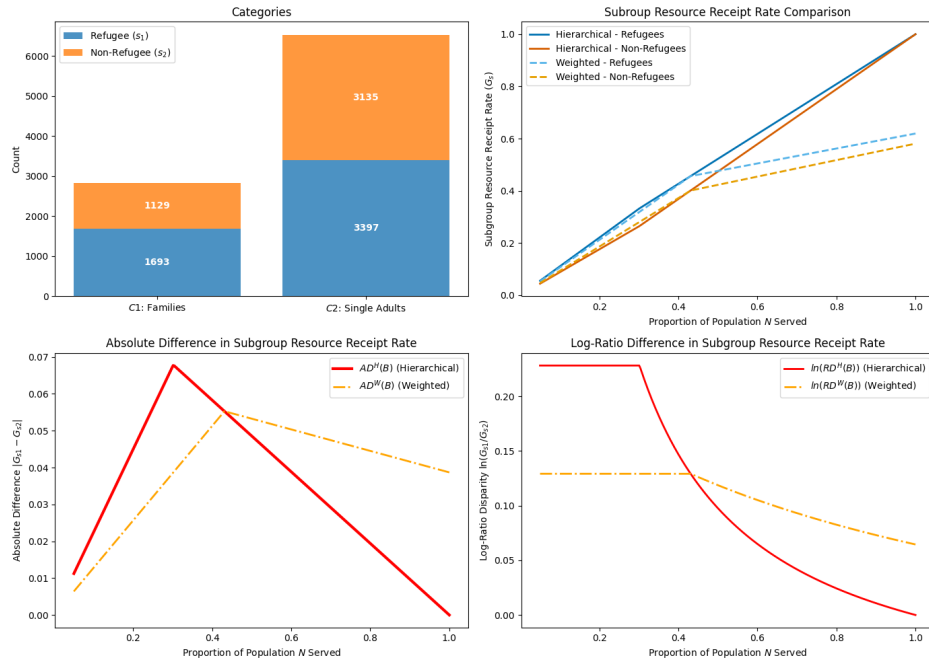 Categories
Refugee (s₁)
Non-Refugee (s₂)
Count
6000
5000
4000
3000
2000
1000
0
1129
1693
3135
3397
C1: Families
C2: Single Adults
Subroup Resource Receipt Rate Comparison
Hierarchical - Refugees
Hierarchical - Non-Refugees
Weighted - Refugees
Weighted - Non-Refugees
Subgroup Resource Receipt Rate (Gₛ)
1.0
0.8
0.6
0.4
0.2
0.0
0.2
0.4
0.6
0.8
1.0
Proportion of Population N Served
Absolute Difference in Subgroup Resource Receipt Rate
AD^H(B) (Hierarchical)
AD^W(B) (Weighted)
Absolute Difference |G_{s1} − G_{s2}|
0.07
0.06
0.05
0.04
0.03
0.02
0.01
0.00
0.2
0.4
0.6
0.8
1.0
Proportion of Population N Served
Log-Ratio Difference in Subgroup Resource Receipt Rate
ln(RD^H(B)) (Hierarchical)
ln(RD^W(B)) (Weighted)
Log-Ratio Disparity ln(G_{s1}/G_{s2})
0.20
0.15
0.10
0.05
0.00
0.2
0.4
0.6
0.8
1.0
Proportion of Population N Served